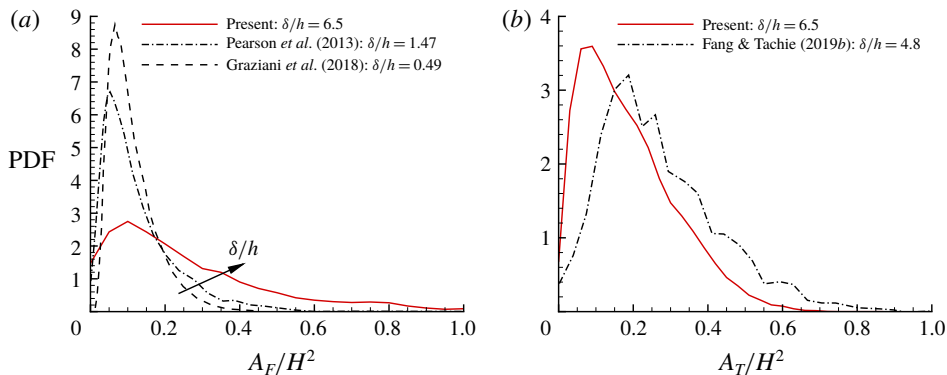 (a)
Present: δ/h = 6.5
Pearson et al. (2013): δ/h = 1.47
Graziani et al. (2018): δ/h = 0.49
PDF
9
8
7
6
5
4
3
2
1
0
0.2
0.4
0.6
0.8
1.0
δ/h
A_F/H²
(b)
Present: δ/h = 6.5
Fang & Tachie (2019b): δ/h = 4.8
4
3
2
1
0
0.2
0.4
0.6
0.8
1.0
A_T/H²